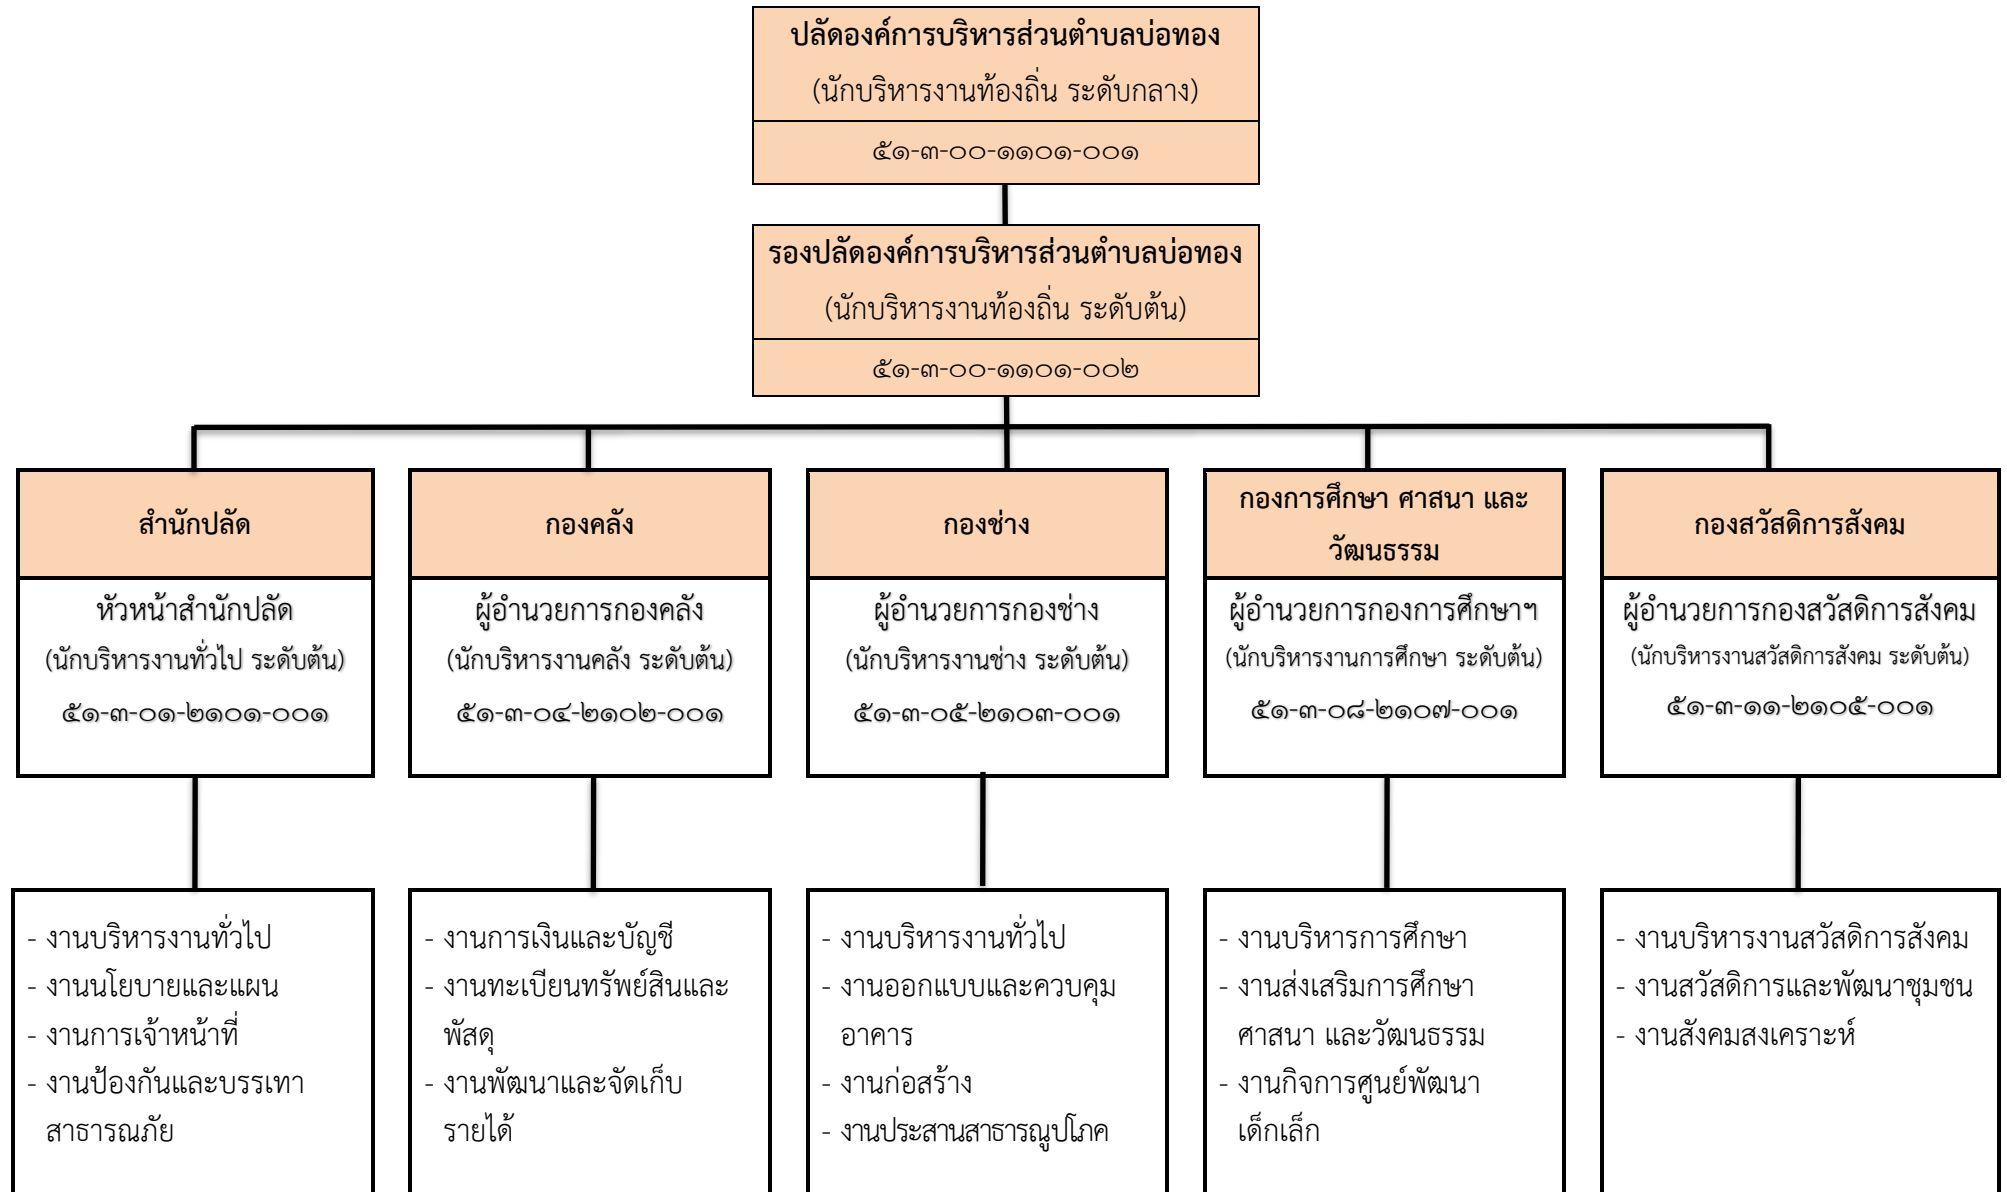 ปลัดองค์การบริหารส่วนตำบลบ่อทอง
(นักบริหารงานท้องถิ่น ระดับกลาง)
๕๑-๓-๐๐-๑๑๐๑-๐๐๑
รองปลัดองค์การบริหารส่วนตำบลบ่อทอง
(นักบริหารงานท้องถิ่น ระดับต้น)
๕๑-๓-๐๐-๑๑๐๑-๐๐๒
สำนักปลัด
หัวหน้าสำนักปลัด
(นักบริหารงานทั่วไป ระดับต้น)
๕๑-๓-๐๑-๒๑๐๑-๐๐๑
- งานบริหารงานทั่วไป
- งานนโยบายและแผน
- งานการเจ้าหน้าที่
- งานป้องกันและบรรเทา
สาธารณภัย
กองคลัง
ผู้อำนวยการกองคลัง
(นักบริหารงานคลัง ระดับต้น)
๕๑-๓-๐๔-๒๑๐๒-๐๐๑
- งานการเงินและบัญชี
- งานทะเบียนทรัพย์สินและ
พัสดุ
- งานพัฒนาและจัดเก็บ
รายได้
กองช่าง
ผู้อำนวยการกองช่าง
(นักบริหารงานช่าง ระดับต้น)
๕๑-๓-๐๕-๒๑๐๓-๐๐๑
- งานบริหารงานทั่วไป
- งานออกแบบและควบคุม
อาคาร
- งานก่อสร้าง
- งานประสานสาธารณูปโภค
กองการศึกษา ศาสนา และ
วัฒนธรรม
ผู้อำนวยการกองการศึกษาฯ
(นักบริหารงานการศึกษา ระดับต้น)
๕๑-๓-๐๘-๒๑๐๗-๐๐๑
- งานบริหารการศึกษา
- งานส่งเสริมการศึกษา
ศาสนา และวัฒนธรรม
- งานกิจการศูนย์พัฒนา
เด็กเล็ก
กองสวัสดิการสังคม
ผู้อำนวยการกองสวัสดิการสังคม
(นักบริหารงานสวัสดิการสังคม ระดับต้น)
๕๑-๓-๑๑-๒๑๐๕-๐๐๑
- งานบริหารงานสวัสดิการสังคม
- งานสวัสดิการและพัฒนาชุมชน
- งานสังคมสงเคราะห์